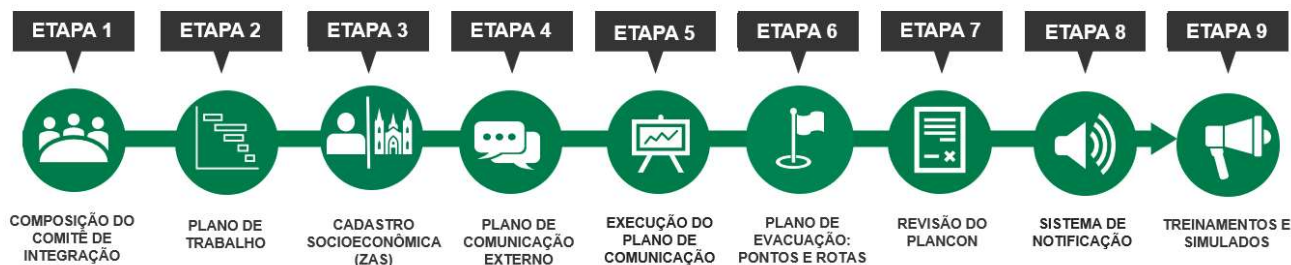 ETAPA 1
ETAPA 2
ETAPA 3
ETAPA 4
ETAPA 5
ETAPA 6
ETAPA 7
ETAPA 8
ETAPA 9
COMPOSIÇÃO DO
COMITÊ DE
INTEGRAÇÃO
PLANO DE
TRABALHO
CADASTRO
SOCIOECONÔMICA
(ZAS)
PLANO DE
COMUNICAÇÃO
EXTERNO
EXECUÇÃO DO
PLANO DE
COMUNICAÇÃO
PLANO DE
EVACUAÇÃO:
PONTOS E ROTAS
REVISÃO DO
PLANCON
SISTEMA DE
NOTIFICAÇÃO
TREINAMENTOS E
SIMULADOS